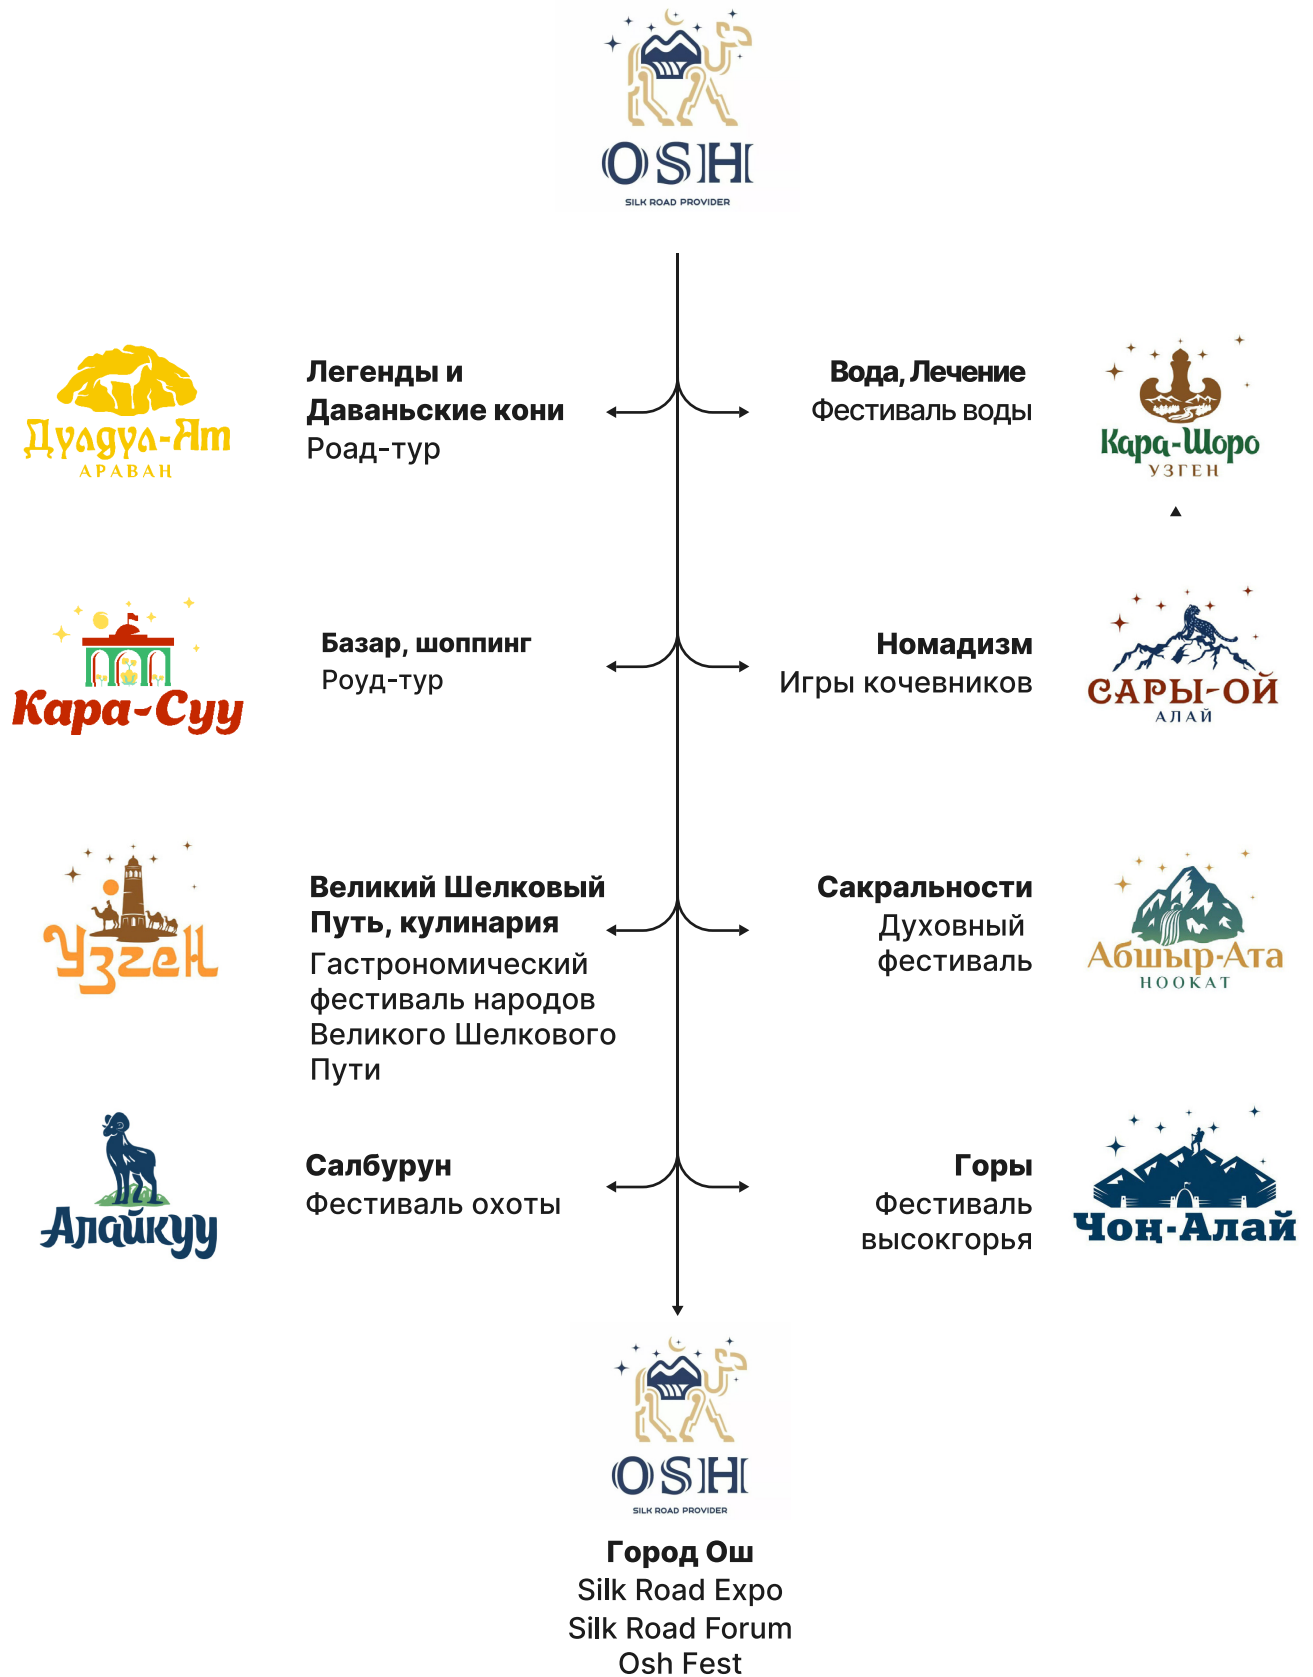 OSH
SILK ROAD PROVIDER
Дулдул-Ат
АРАВАН
Легенды и
Даваньские кони
Роад-тур
Вода, Лечение
Фестиваль воды
Кара-Шоро
УЗГЕН
Кара-Суу
Базар, шоппинг
Роуд-тур
Номадизм
Игры кочевников
САРЫ-ОЙ
АЛАЙ
Узген
Великий Шелковый
Путь, кулинария
Гастрономический
фестиваль народов
Великого Шелкового
Пути
Сакральности
Духовный
фестиваль
Абшыр-Ата
НООКАТ
Алайкуу
Салбурун
Фестиваль охоты
Горы
Фестиваль
высокгорья
Чоң-Алай
OSH
SILK ROAD PROVIDER
Город Ош
Silk Road Expo
Silk Road Forum
Osh Fest